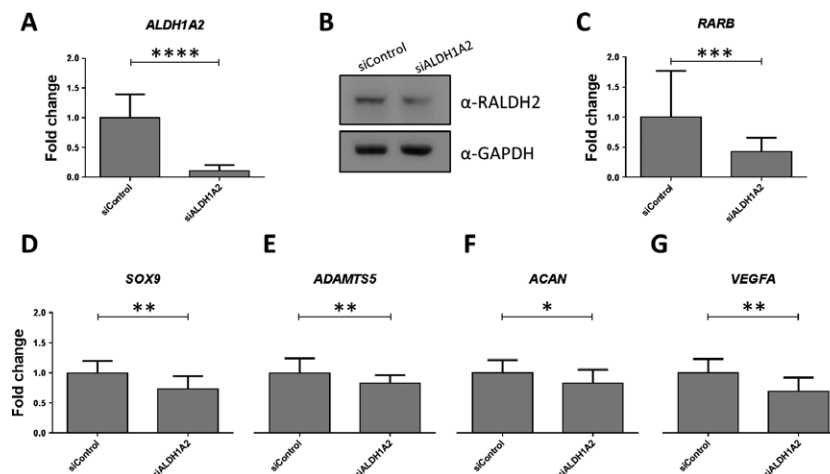 A
ALDH1A2
****
Fold change
2.0
1.5
1.0
0.5
0.0
siControl
siALDH1A2
B
siControl
siALDH1A2
α-RALDH2
α-GAPDH
C
RARB
***
Fold change
2.0
1.5
1.0
0.5
0.0
siControl
siALDH1A2
D
SOX9
**
Fold change
2.0
1.5
1.0
0.5
0.0
siControl
siALDH1A2
E
ADAMTS5
**
siControl
siALDH1A2
F
ACAN
*
siControl
siALDH1A2
G
VEGFA
**
siControl
siALDH1A2